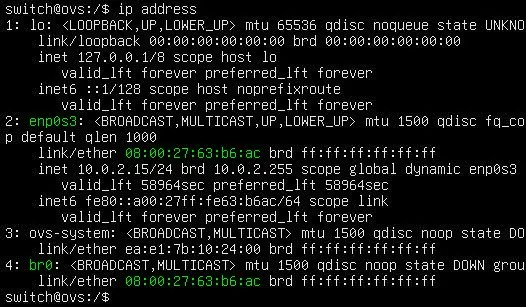 switch@ovs:/$ ip address
1: lo: <LOOPBACK,UP,LOWER_UP> mtu 65536 qdisc noqueue state UNKNO
    link/loopback 00:00:00:00:00:00 brd 00:00:00:00:00:00
    inet 127.0.0.1/8 scope host lo
       valid_lft forever preferred_lft forever
    inet6 ::1/128 scope host noprefixroute
       valid_lft forever preferred_lft forever
2: enp0s3: <BROADCAST,MULTICAST,UP,LOWER_UP> mtu 1500 qdisc fq_co
p default qlen 1000
    link/ether 08:00:27:63:b6:ac brd ff:ff:ff:ff:ff:ff
    inet 10.0.2.15/24 brd 10.0.2.255 scope global dynamic enp0s3
       valid_lft 58964sec preferred_lft 58964sec
    inet6 fe80::a00:27ff:fe63:b6ac/64 scope link
       valid_lft forever preferred_lft forever
3: ovs-system: <BROADCAST,MULTICAST> mtu 1500 qdisc noop state DO
    link/ether ea:e1:7b:10:24:00 brd ff:ff:ff:ff:ff:ff
4: br0: <BROADCAST,MULTICAST> mtu 1500 qdisc noop state DOWN grou
    link/ether 08:00:27:63:b6:ac brd ff:ff:ff:ff:ff:ff
switch@ovs:/$